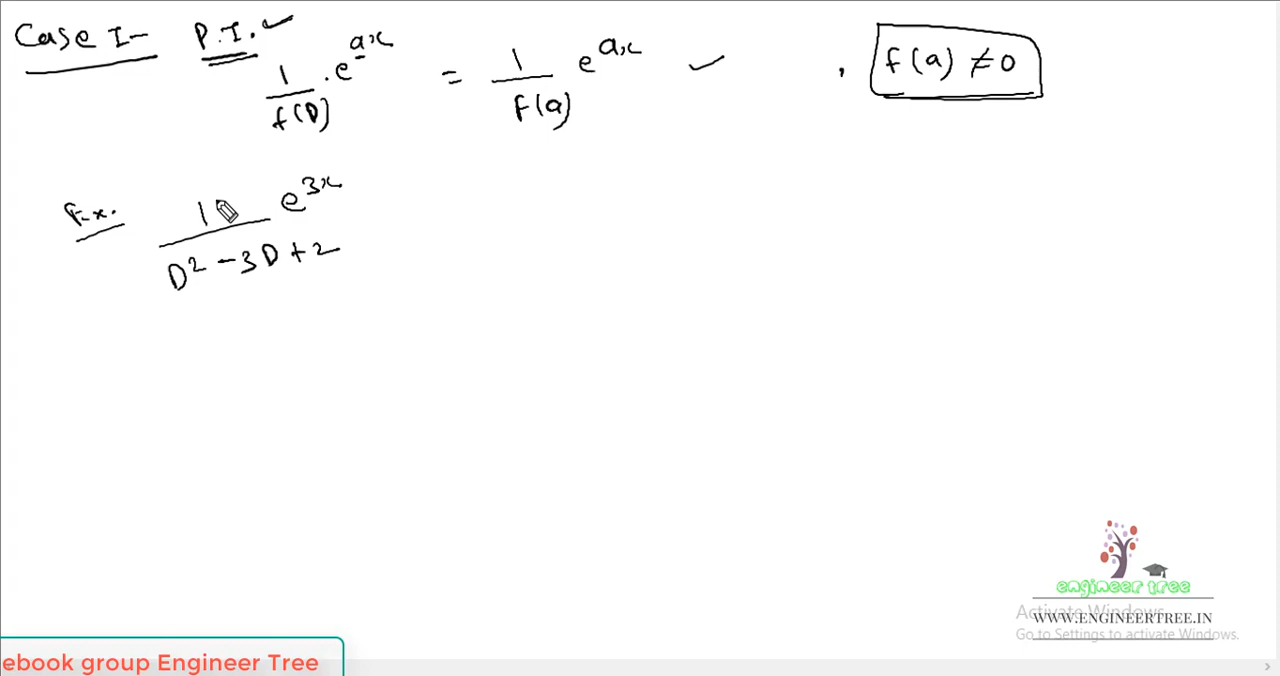 Case I- P.I.
1/f(D) . e^ax = 1/f(a) e^ax , f(a) ≠ 0
Ex. 1/D² - 3D + 2 e^3x
engineer tree
Activate Windows
WWW.ENGINEERTREE.IN
Go to Settings to activate Windows.
ebook group Engineer Tree